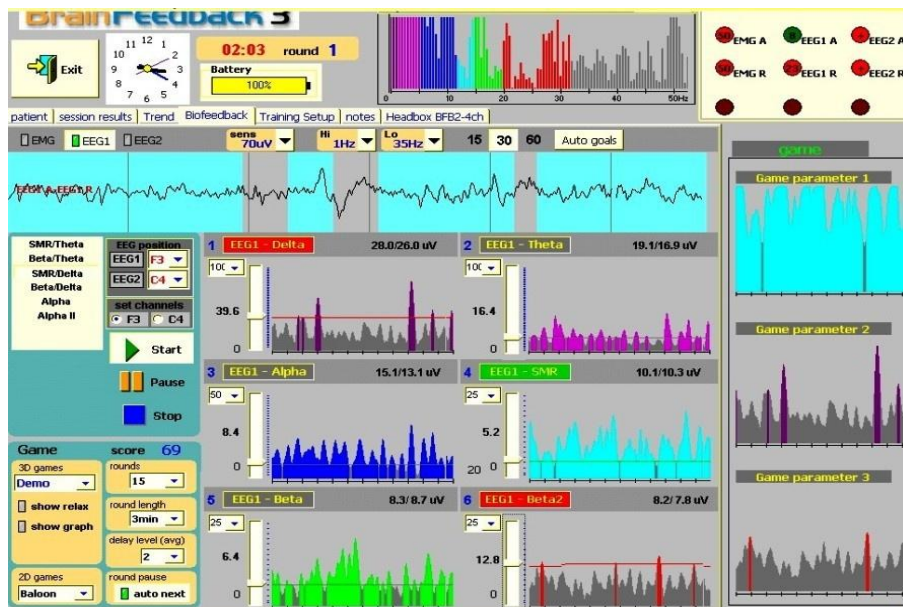 BrainFeedback 3
Exit
12
11 1
10 2
9 3
8 4
7 6 5
02:03 round 1
Battery
100%
0 10 20 30 40 50Hz
50 EMG A 8 EEG1 A + EEG2 A
50 EMG R 23 EEG1 R + EEG2 R
patient session results Trend Biofeedback Training Setup notes Headbox BFB2-4ch
EMG EEG1 EEG2
sens 70uV
Hi 1Hz
Lo 35Hz
15 30 60 Auto goals
EEG1 A EEG1 R
SMR/Theta
Beta/Theta
SMR/Delta
Beta/Delta
Alpha
Alpha II
EEG position
EEG1 F3
EEG2 C4
set channels
F3 C4
Start
Pause
Stop
1 EEG1 - Delta 28.0/26.0 uV
39.6
0
2 EEG1 - Theta 19.1/16.9 uV
16.4
0
3 EEG1 - Alpha 15.1/13.1 uV
50
8.4
0
4 EEG1 - SMR 10.1/10.3 uV
25
5.2
20 0
5 EEG1 - Beta 8.3/ 8.7 uV
25
6.4
0
6 EEG1 - Beta2 8.2/ 7.8 uV
25
12.8
0
Game score 69
3D games
Demo
show relax
show graph
2D games
Baloon
rounds
15
round length
3min
delay level (avg)
2
round pause
auto next
game
Game parameter 1
Game parameter 2
Game parameter 3